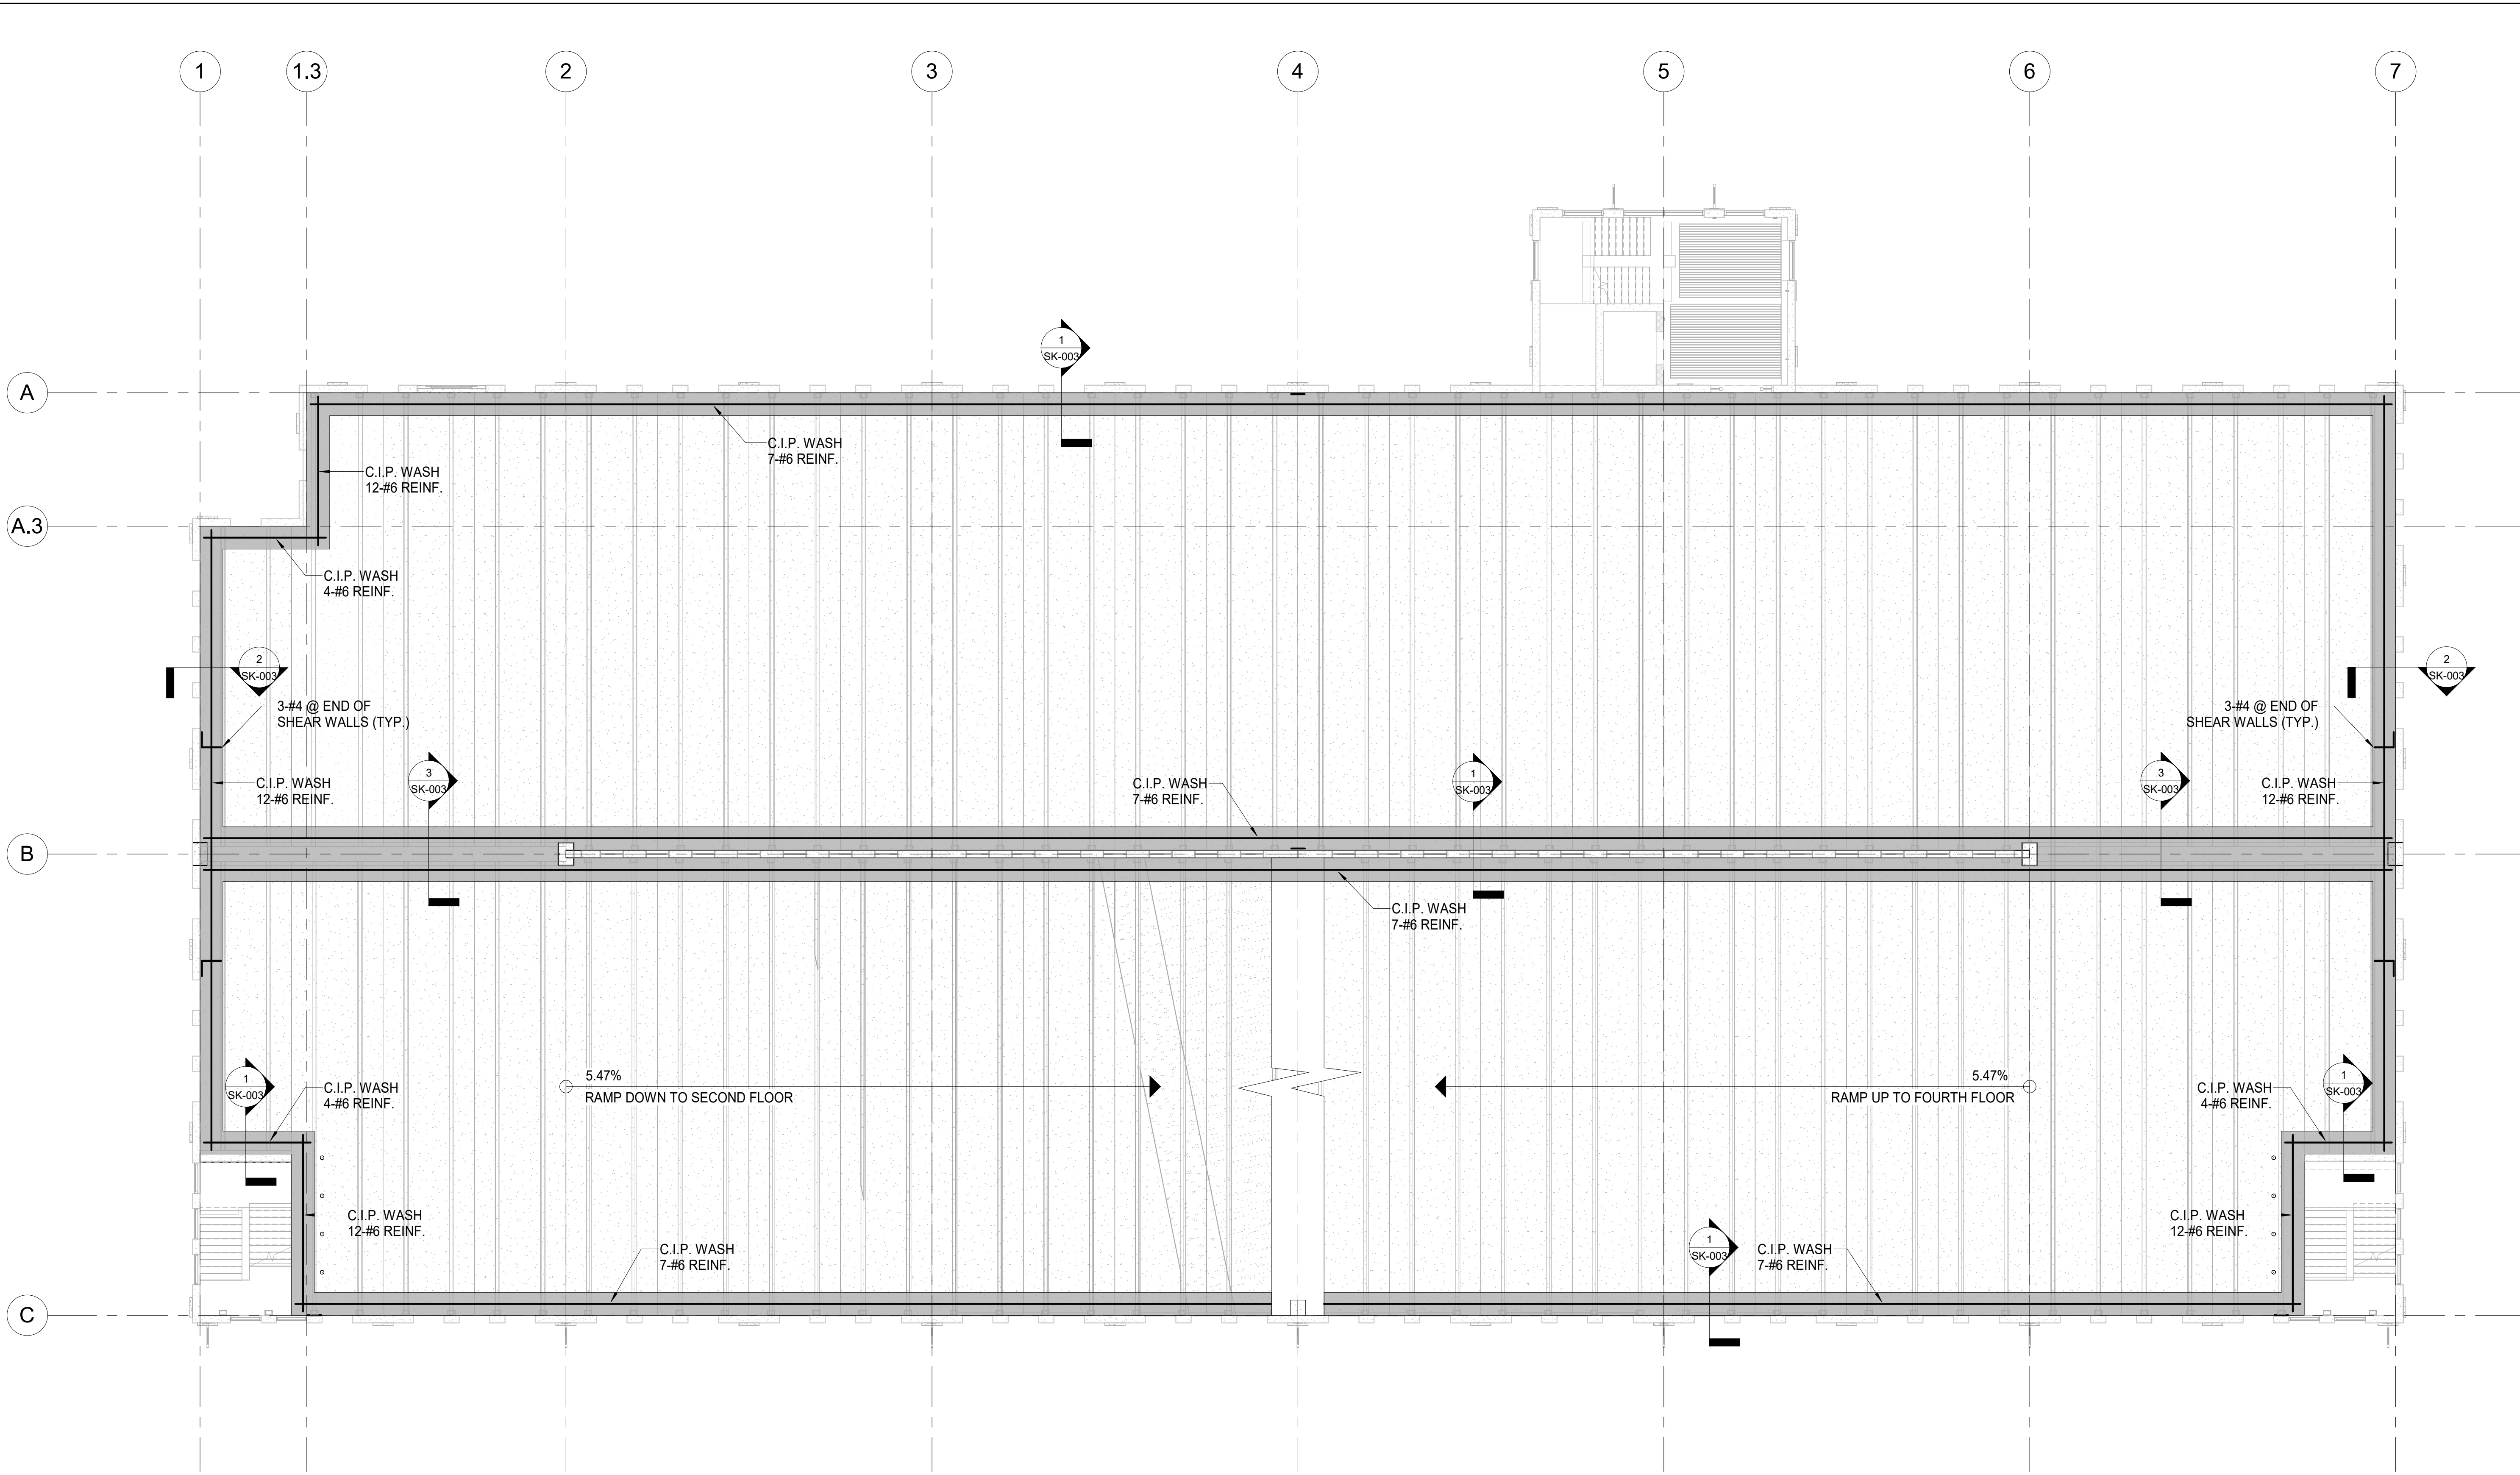 1
1.3
2
3
4
5
6
7
1
SK-003
A
C.I.P. WASH
7-#6 REINF.
C.I.P. WASH
12-#6 REINF.
A.3
C.I.P. WASH
4-#6 REINF.
2
SK-003
2
SK-003
3-#4 @ END OF
SHEAR WALLS (TYP.)
3-#4 @ END OF
SHEAR WALLS (TYP.)
3
SK-003
1
SK-003
3
SK-003
C.I.P. WASH
12-#6 REINF.
C.I.P. WASH
7-#6 REINF.
C.I.P. WASH
12-#6 REINF.
B
C.I.P. WASH
7-#6 REINF.
1
SK-003
C.I.P. WASH
4-#6 REINF.
5.47%
RAMP DOWN TO SECOND FLOOR
5.47%
RAMP UP TO FOURTH FLOOR
C.I.P. WASH
4-#6 REINF.
1
SK-003
C.I.P. WASH
12-#6 REINF.
C.I.P. WASH
12-#6 REINF.
C.I.P. WASH
7-#6 REINF.
1
SK-003
C.I.P. WASH
7-#6 REINF.
C